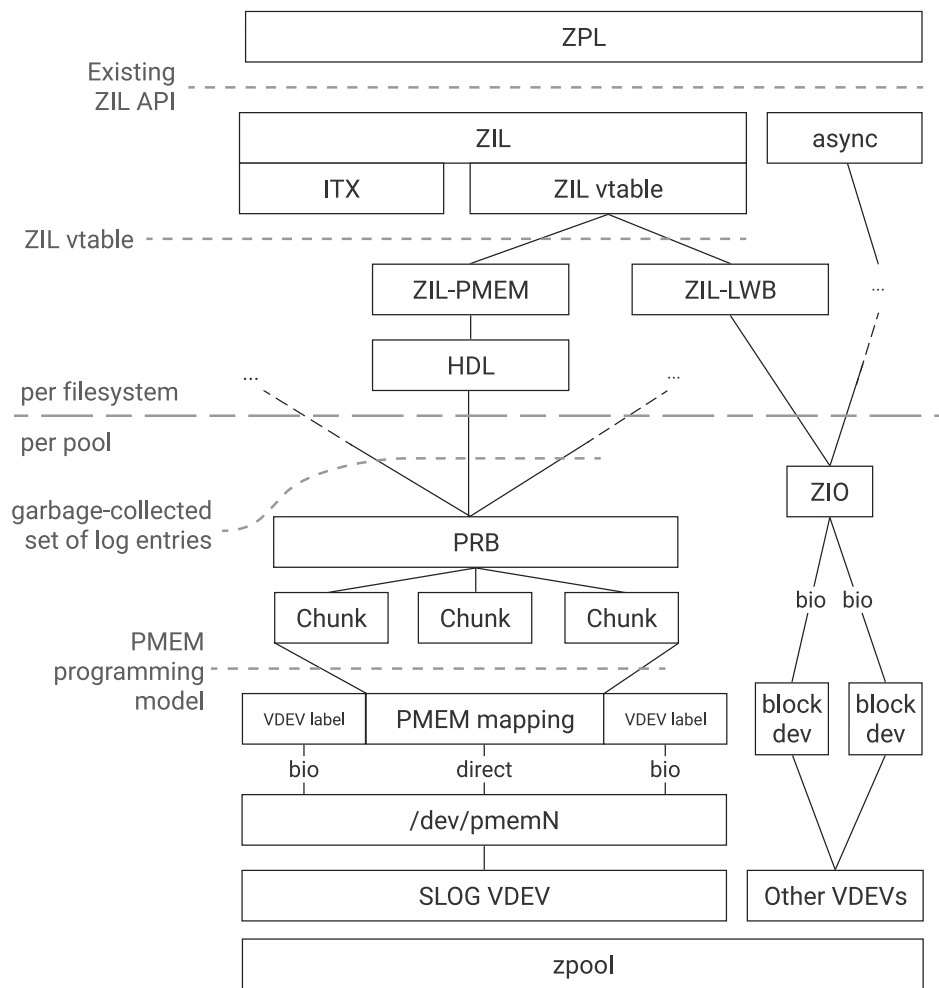 ZPL
Existing
ZIL API
ZIL
async
ITX
ZIL vtable
ZIL vtable
ZIL-PMEM
ZIL-LWB
...
HDL
...
...
per filesystem
per pool
ZIO
garbage-collected
set of log entries
PRB
bio
bio
Chunk
Chunk
Chunk
PMEM
programming
model
VDEV label
PMEM mapping
VDEV label
block
dev
block
dev
bio
direct
bio
/dev/pmemN
SLOG VDEV
Other VDEVs
zpool